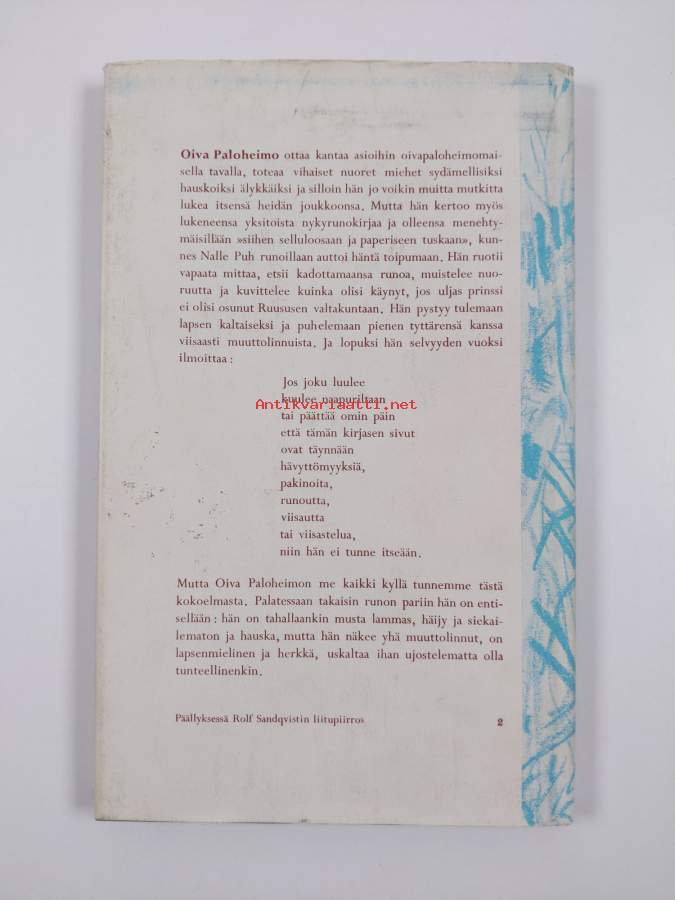 Oiva Paloheimo ottaa kantaa asioihin oivapaloheimomai-
sella tavalla, toteaa vihaiset nuoret miehet sydämellisiksi
hauskoiksi älykkäiksi ja silloin hän jo voikin muitta mutkitta
lukea itsensä heidän joukkoonsa. Mutta hän kertoo myös
lukeneensa yksitoista nykyrunokirjaa ja olleensa menehty-
mäisillään »siihen selluloosaan ja paperiseen tuskaan», kun-
nes Nalle Puh runoillaan auttoi häntä toipumaan. Hän ruotii
vapaata mittaa, etsii kadottamaansa runoa, muistelee nuo-
ruutta ja kuvittelee kuinka olisi käynyt, jos uljas prinssi
ei olisi osunut Ruususen valtakuntaan. Hän pystyy tulemaan
lapsen kaltaiseksi ja puhelemaan pienen tyttärensä kanssa
viisaasti muuttolinnuista. Ja lopuksi hän selvyyden vuoksi
ilmoittaa:
Jos joku luulee
kuulee naapuriltaan
Antikvariaatti.net
tai päättää omin päin
että tämän kirjasen sivut
ovat täynnään
hävyttömyyksiä,
pakinoita,
runoutta,
viisautta
tai viisastelua,
niin hän ei tunne itseään.
Mutta Oiva Paloheimon me kaikki kyllä tunnemme tästä
kokoelmasta. Palatessaan takaisin runon pariin hän on enti-
sellään: hän on tahallaankin musta lammas, häijy ja siekai-
lematon ja hauska, mutta hän näkee yhä muuttolinnut, on
lapsenmielinen ja herkkä, uskaltaa ihan ujostelematta olla
tunteellinenkin.
Päällyksessä Rolf Sandqvistin liitupiirros
2